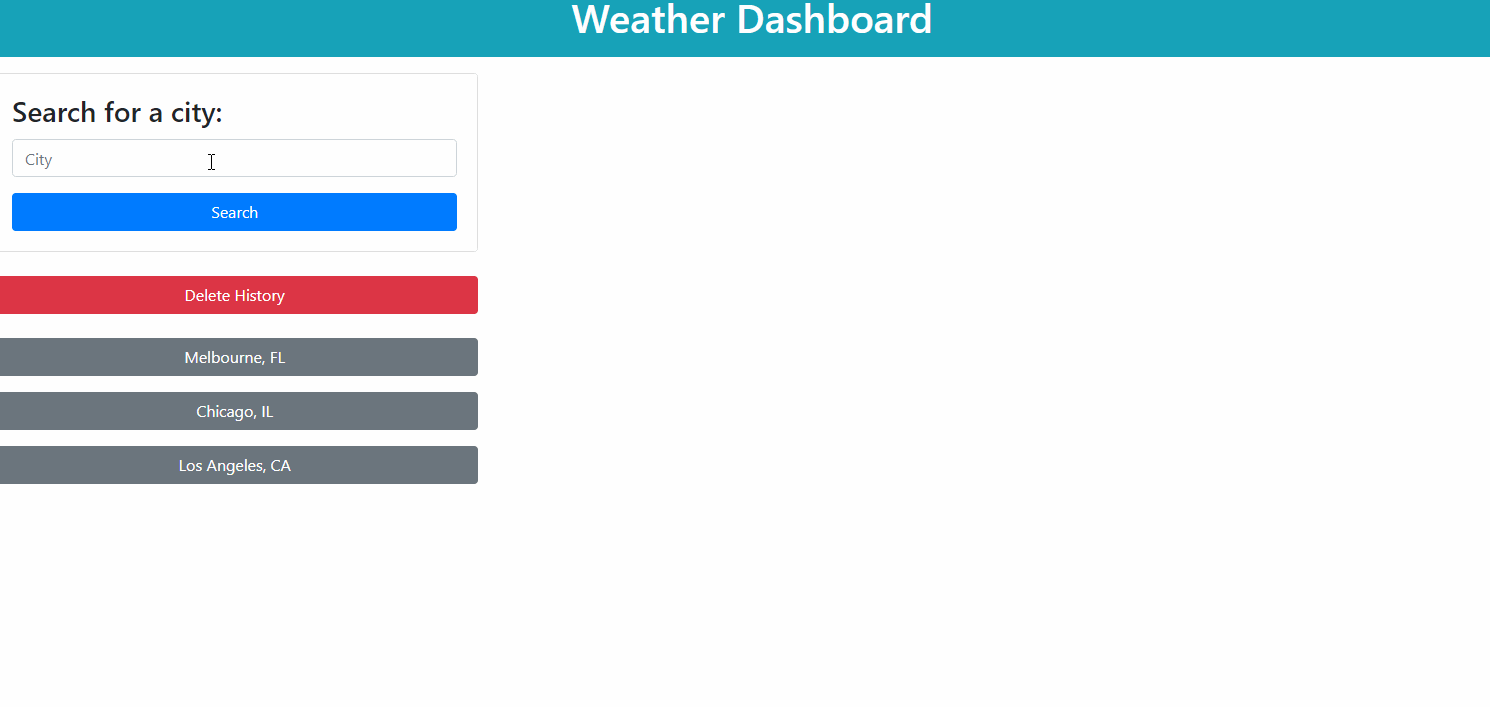 Weather Dashboard
Search for a city:
City
Search
Delete History
Melbourne, FL
Chicago, IL
Los Angeles, CA